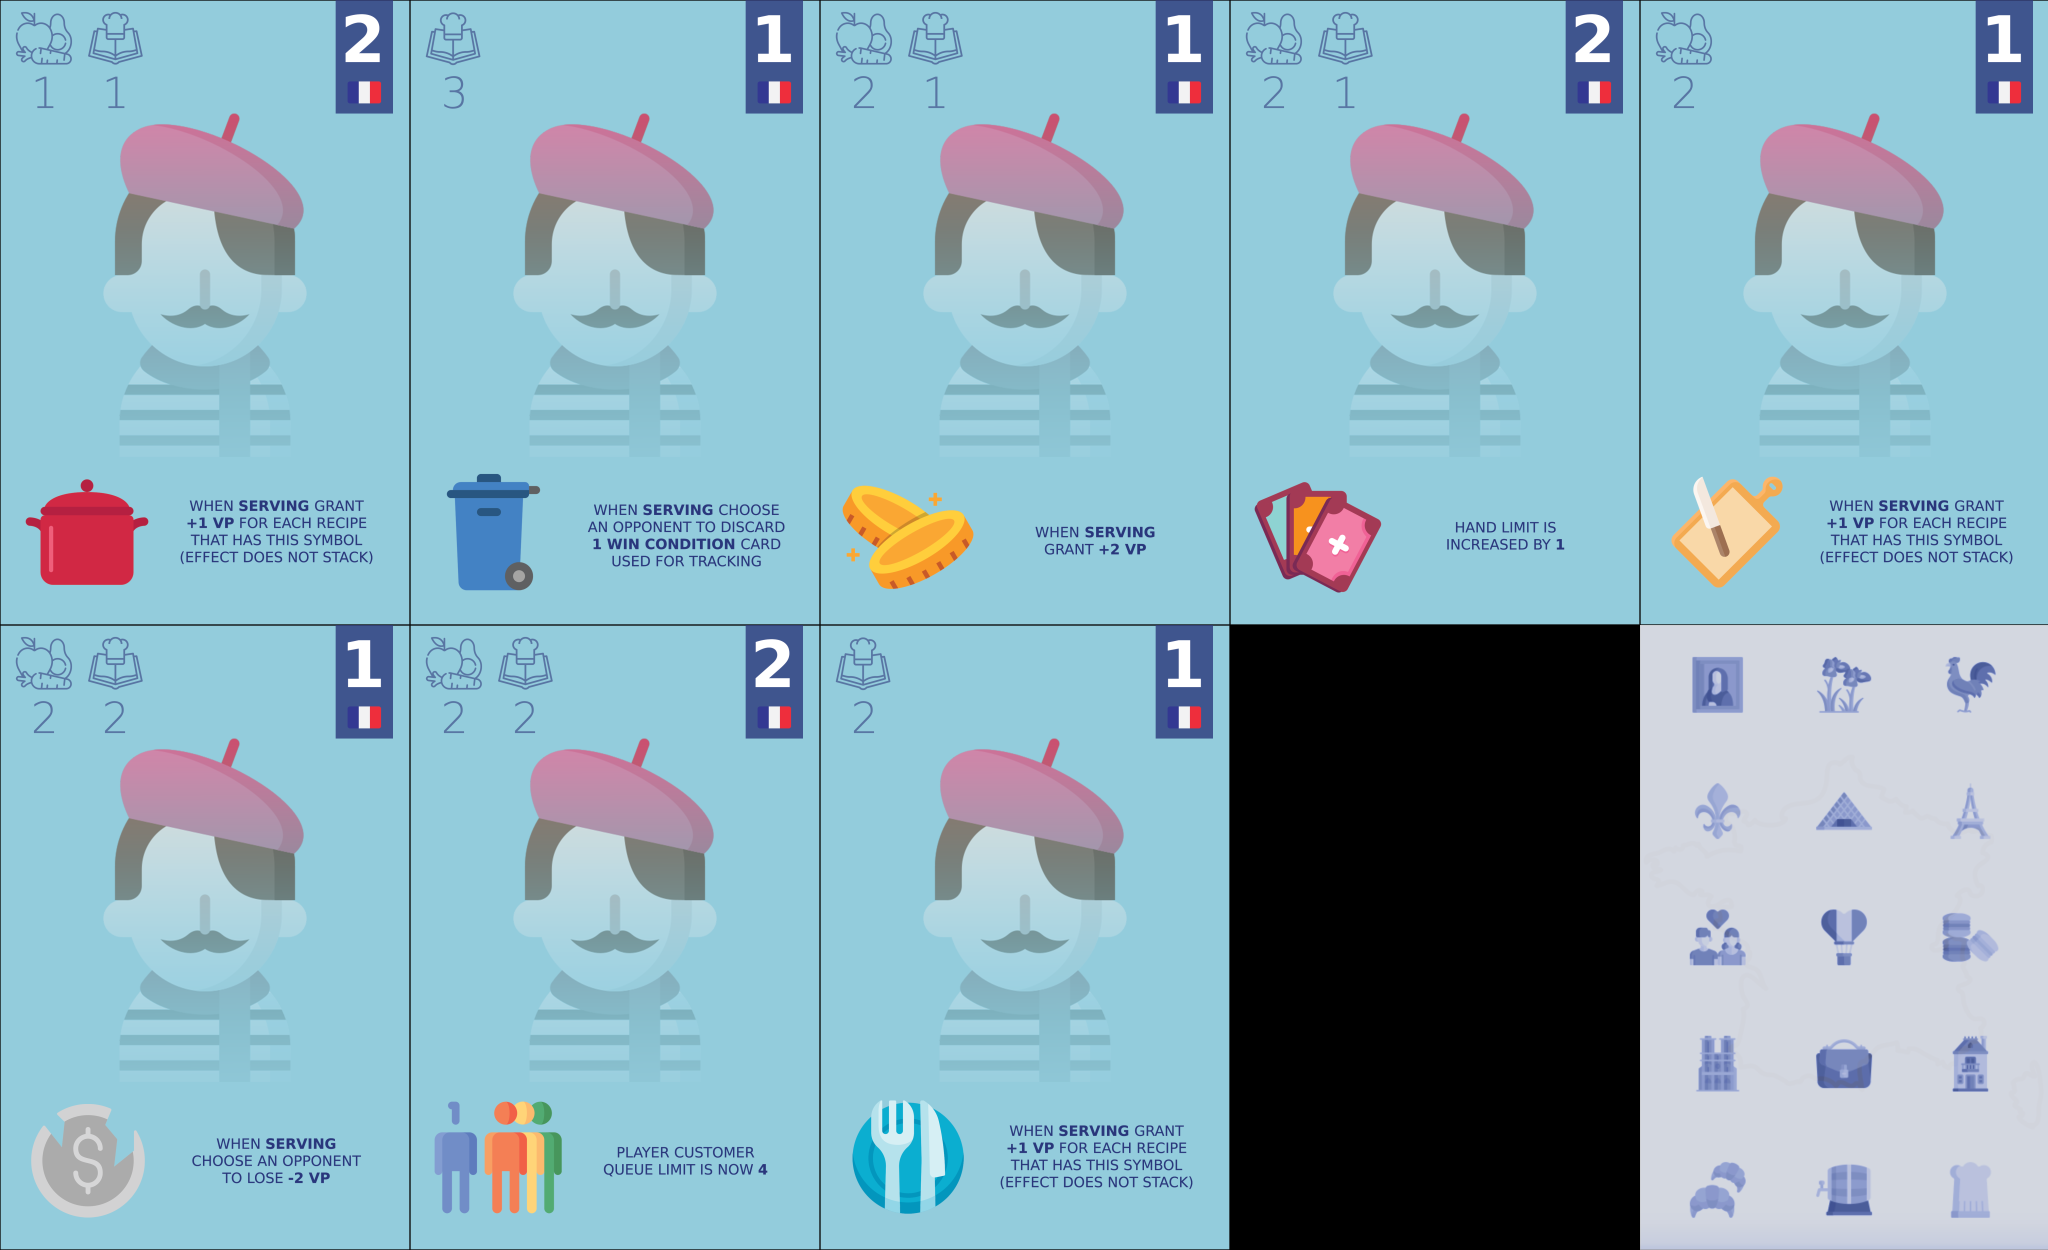 2
1 1
WHEN SERVING GRANT
+1 VP FOR EACH RECIPE
THAT HAS THIS SYMBOL
(EFFECT DOES NOT STACK)
1
3
WHEN SERVING CHOOSE
AN OPPONENT TO DISCARD
1 WIN CONDITION CARD
USED FOR TRACKING
1
2 1
WHEN SERVING
GRANT +2 VP
2
2 1
HAND LIMIT IS
INCREASED BY 1
1
2
WHEN SERVING GRANT
+1 VP FOR EACH RECIPE
THAT HAS THIS SYMBOL
(EFFECT DOES NOT STACK)
1
2 2
$
WHEN SERVING
CHOOSE AN OPPONENT
TO LOSE -2 VP
2
2 2
PLAYER CUSTOMER
QUEUE LIMIT IS NOW 4
1
2
WHEN SERVING GRANT
+1 VP FOR EACH RECIPE
THAT HAS THIS SYMBOL
(EFFECT DOES NOT STACK)